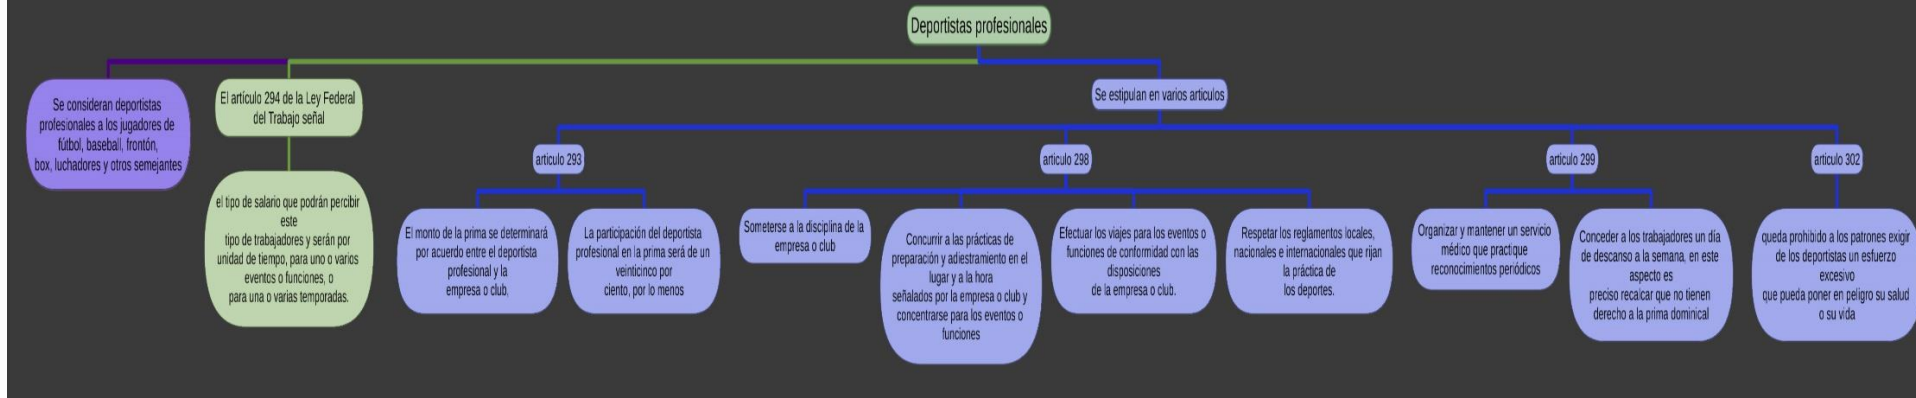 Deportistas profesionales
Se consideran deportistas
profesionales a los jugadores de
fútbol, baseball, frontón,
box, luchadores y otros semejantes
El artículo 294 de la Ley Federal
del Trabajo señal
el tipo de salario que podrán percibir
este
tipo de trabajadores y serán por
unidad de tiempo, para uno o varios
eventos o funciones, o
para una o varias temporadas.
Se estipulan en varios articulos
articulo 293
El monto de la prima se determinará
por acuerdo entre el deportista
profesional y la
empresa o club,
La participación del deportista
profesional en la prima será de un
veinticinco por
ciento, por lo menos
articulo 298
Someterse a la disciplina de la
empresa o club
Concurrir a las prácticas de
preparación y adiestramiento en el
lugar y a la hora
señalados por la empresa o club y
concentrarse para los eventos o
funciones
Efectuar los viajes para los eventos o
funciones de conformidad con las
disposiciones
de la empresa o club.
Respetar los reglamentos locales,
nacionales e internacionales que rijan
la práctica de
los deportes.
articulo 299
Organizar y mantener un servicio
médico que practique
reconocimientos periódicos
Conceder a los trabajadores un día
de descanso a la semana, en este
aspecto es
preciso recalcar que no tienen
derecho a la prima dominical
articulo 302
queda prohibido a los patrones exigir
de los deportistas un esfuerzo
excesivo
que pueda poner en peligro su salud
o su vida